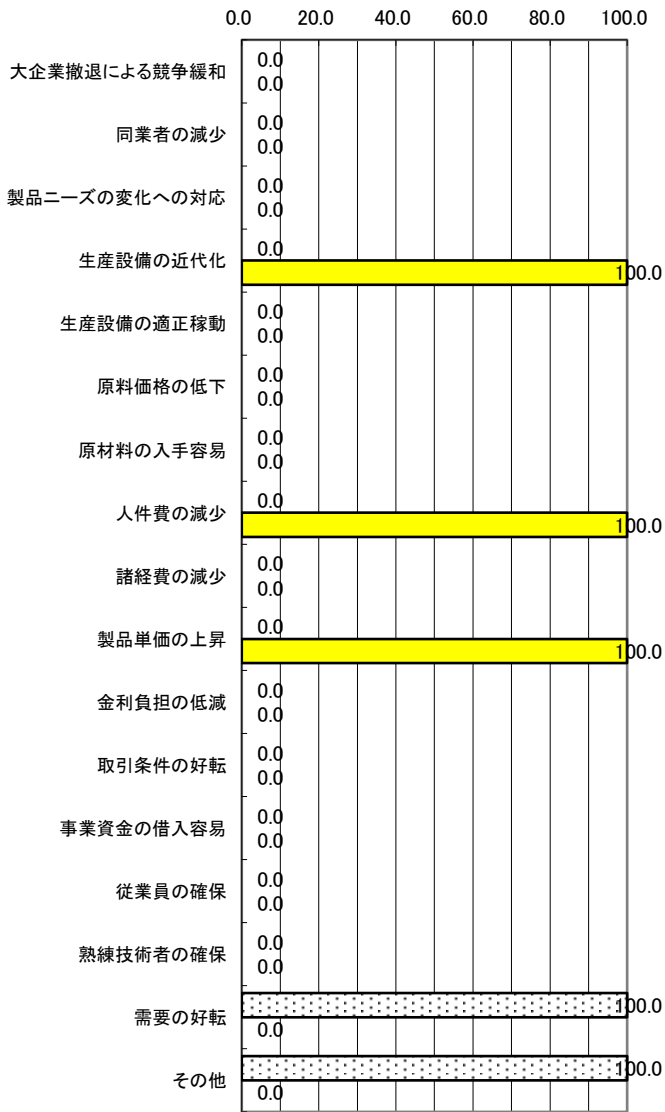 0.0 20.0 40.0 60.0 80.0 100.0
大企業撤退による競争緩和 0.0
0.0
同業者の減少 0.0
0.0
製品ニーズの変化への対応 0.0
0.0
生産設備の近代化 0.0
100.0
生産設備の適正稼動 0.0
0.0
原料価格の低下 0.0
0.0
原材料の入手容易 0.0
0.0
人件費の減少 0.0
100.0
諸経費の減少 0.0
0.0
製品単価の上昇 0.0
100.0
金利負担の低減 0.0
0.0
取引条件の好転 0.0
0.0
事業資金の借入容易 0.0
0.0
従業員の確保 0.0
0.0
熟練技術者の確保 0.0
0.0
需要の好転 100.0
0.0
その他 100.0
0.0